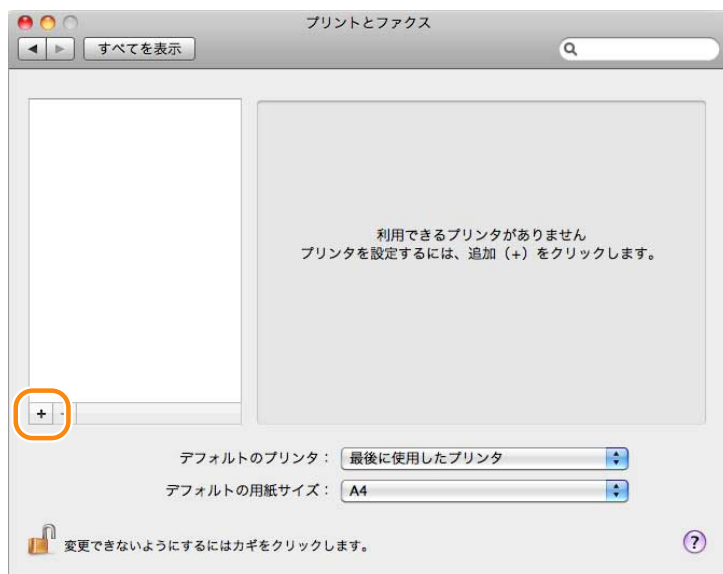 プリントとファクス
すべてを表示
利用できるプリンタがありません
プリンタを設定するには、追加（+）をクリックします。
+ -
デフォルトのプリンタ： 最後に使用したプリンタ
デフォルトの用紙サイズ： A4
変更できないようにするにはカギをクリックします。
?